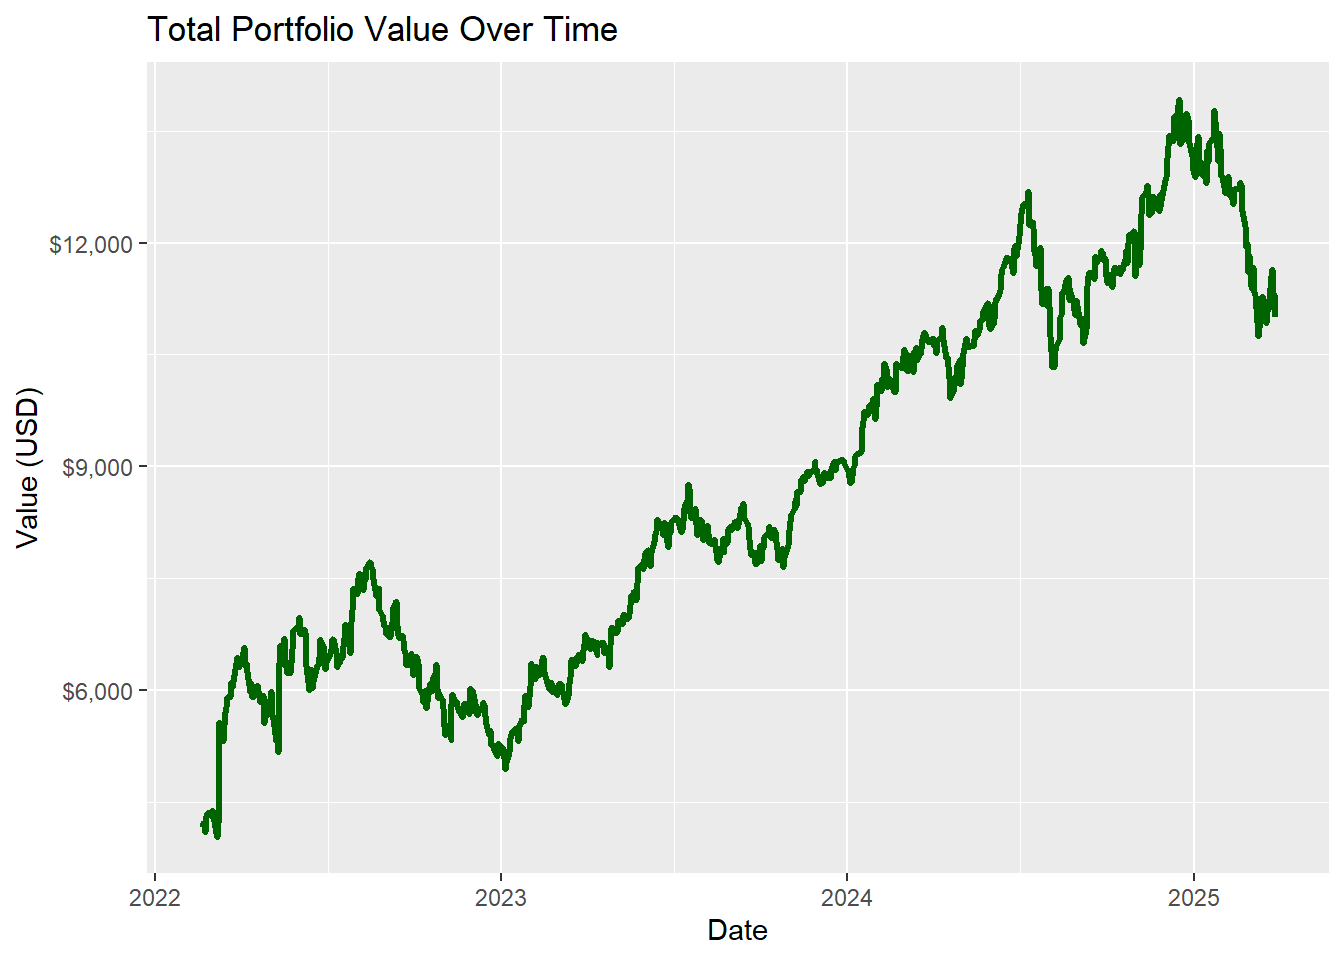 Total Portfolio Value Over Time
Value (USD)
$12,000
$9,000
$6,000
2022
2023
2024
2025
Date